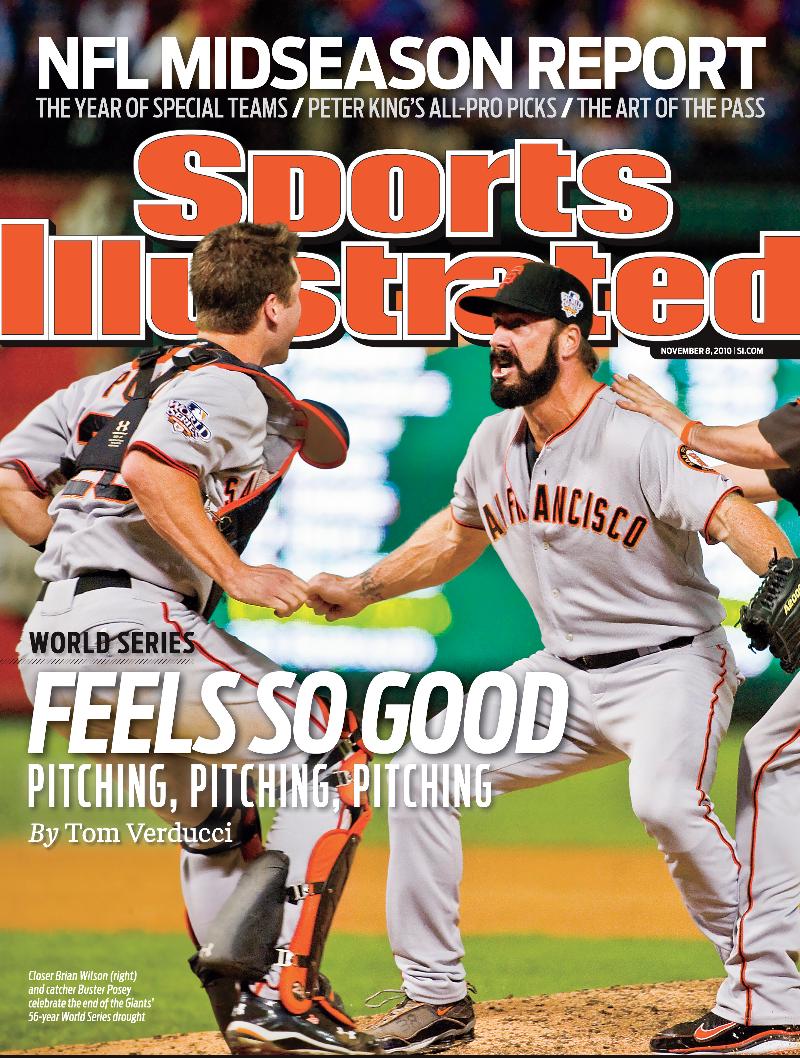 NFL MIDSEASON REPORT
THE YEAR OF SPECIAL TEAMS / PETER KING'S ALL-PRO PICKS / THE ART OF THE PASS
Sports
Illustrated
NOVEMBER 8, 2010 | SI.COM
WORLD SERIES
SAN FRANCISCO
WORLD SERIES
FEELS SO GOOD
PITCHING, PITCHING, PITCHING
By Tom Verducci
Closer Brian Wilson (right)
and catcher Buster Posey
celebrate the end of the Giants'
56-year World Series drought